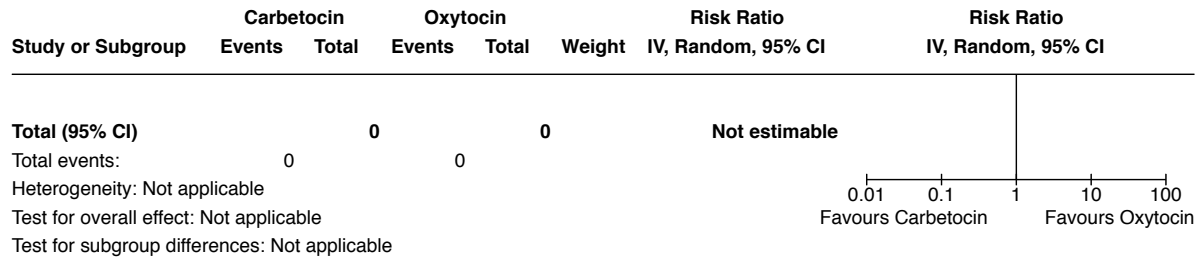 Carbetocin Oxytocin Risk Ratio Risk Ratio
Study or Subgroup Events Total Events Total Weight IV, Random, 95% CI IV, Random, 95% CI
Total (95% CI) 0 0 Not estimable
Total events: 0 0
Heterogeneity: Not applicable
0.01 0.1 1 10 100
Test for overall effect: Not applicable
Favours Carbetocin Favours Oxytocin
Test for subgroup differences: Not applicable